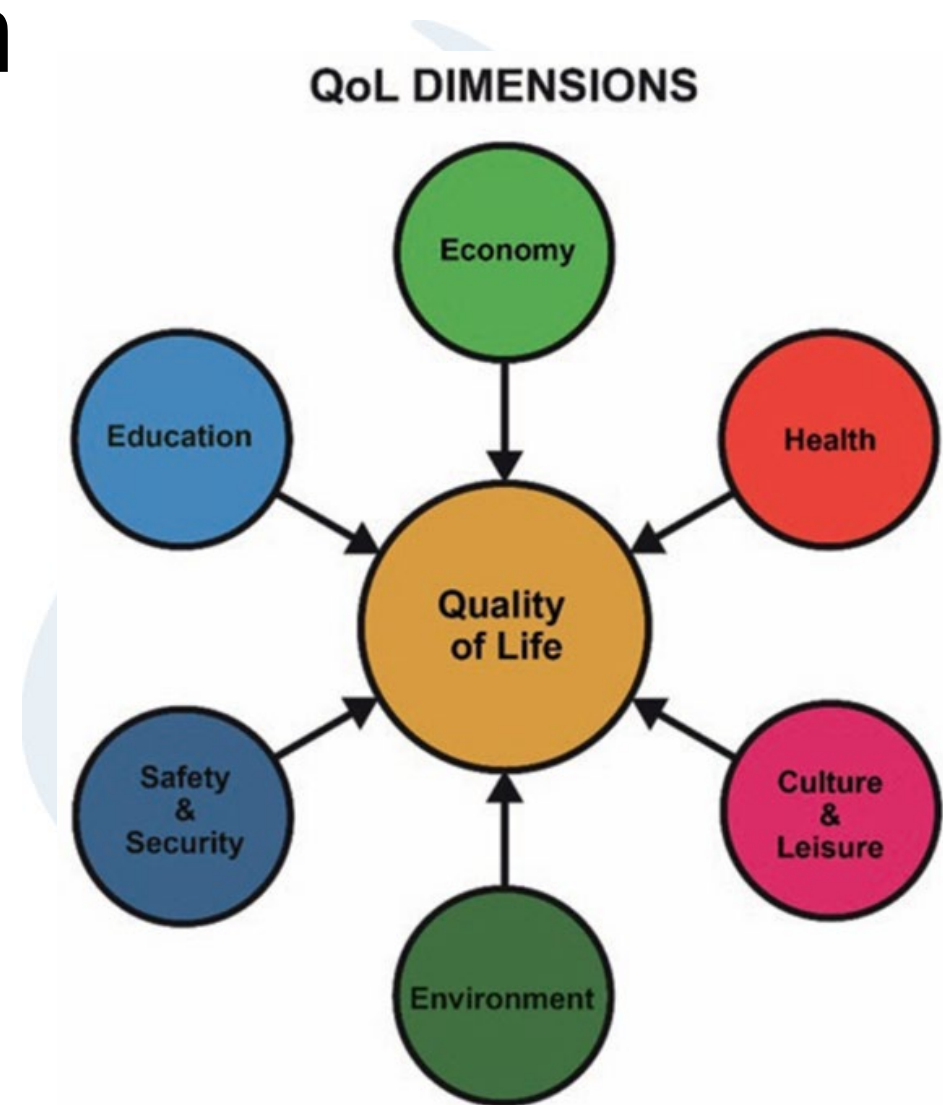 QoL DIMENSIONS
Economy
Education
Health
Quality
of Life
Safety
&
Security
Culture
&
Leisure
Environment